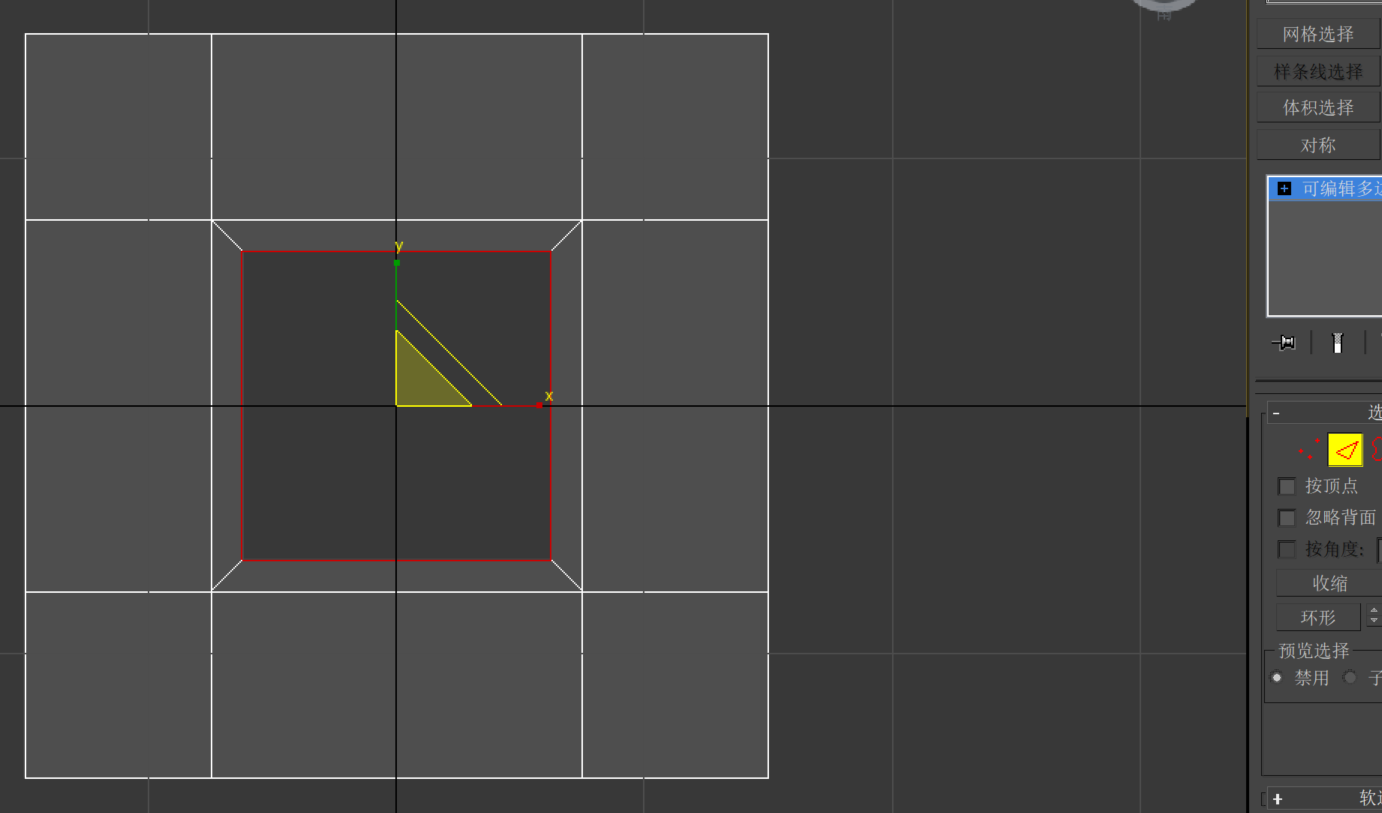 南
网格选择
样条线选择
体积选择
对称
可编辑多
y
x
- 选
按顶点
忽略背面
按角度:
收缩
环形
预览选择
禁用 子
+ 软